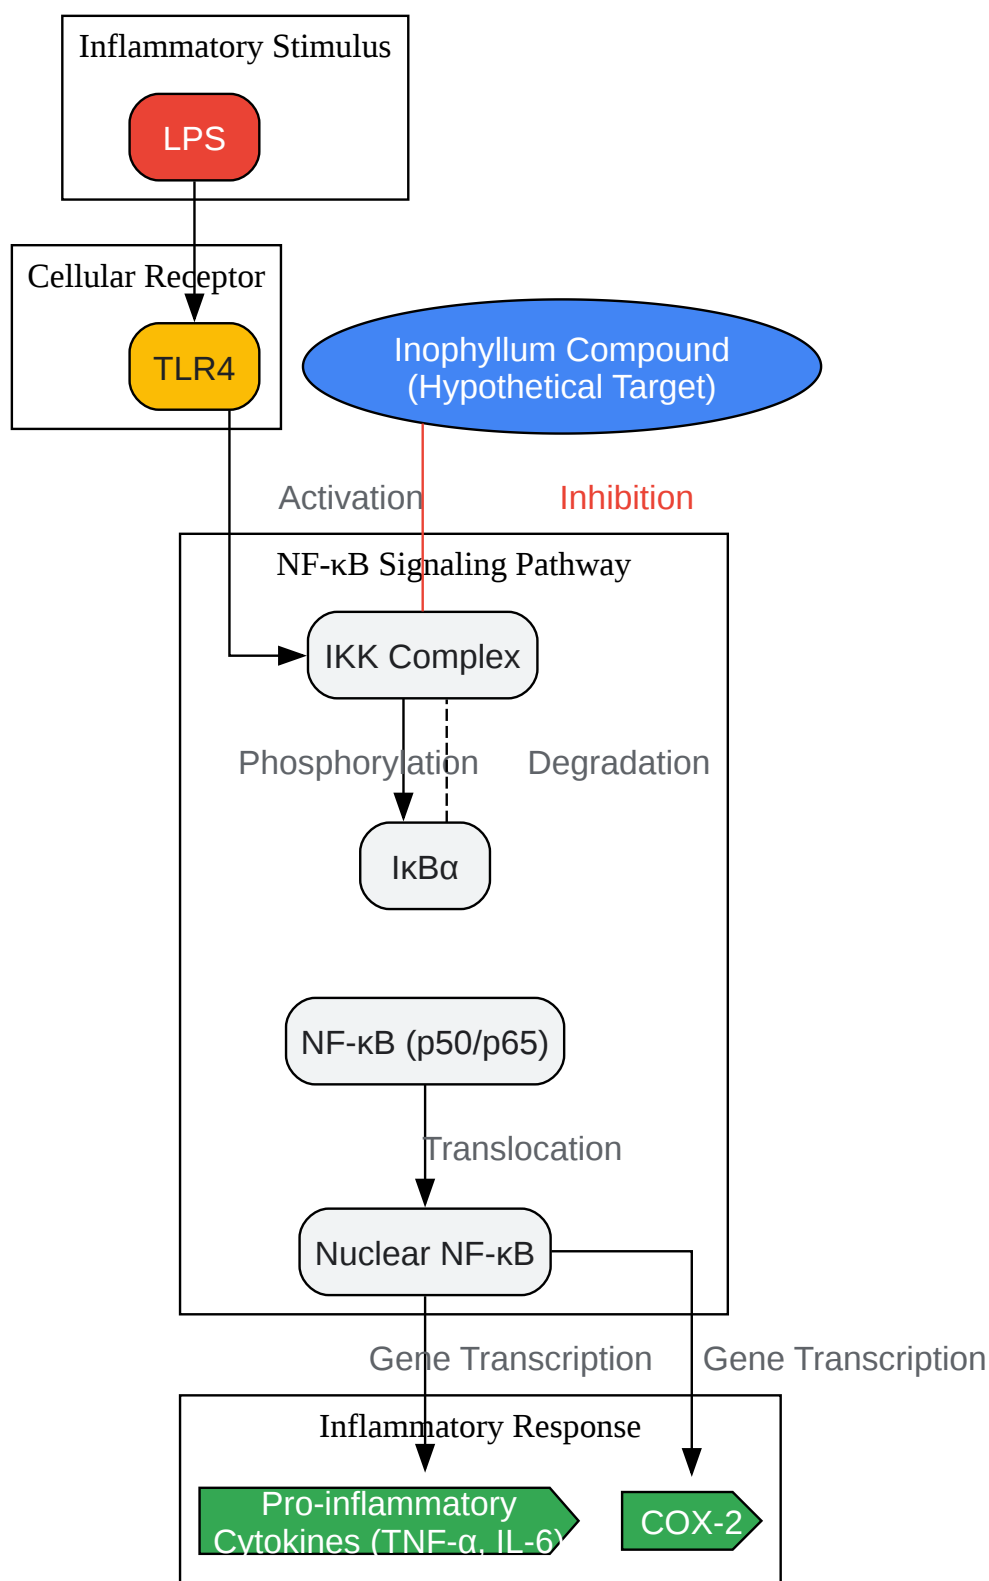 Inflammatory Stimulus
LPS
Cellular Receptor
TLR4
Inophyllum Compound
(Hypothetical Target)
Activation
Inhibition
NF-κB Signaling Pathway
IKK Complex
Phosphorylation
Degradation
IκBα
NF-κB (p50/p65)
Translocation
Nuclear NF-κB
Gene Transcription
Gene Transcription
Inflammatory Response
Pro-inflammatory
Cytokines (TNF-α, IL-6)
COX-2